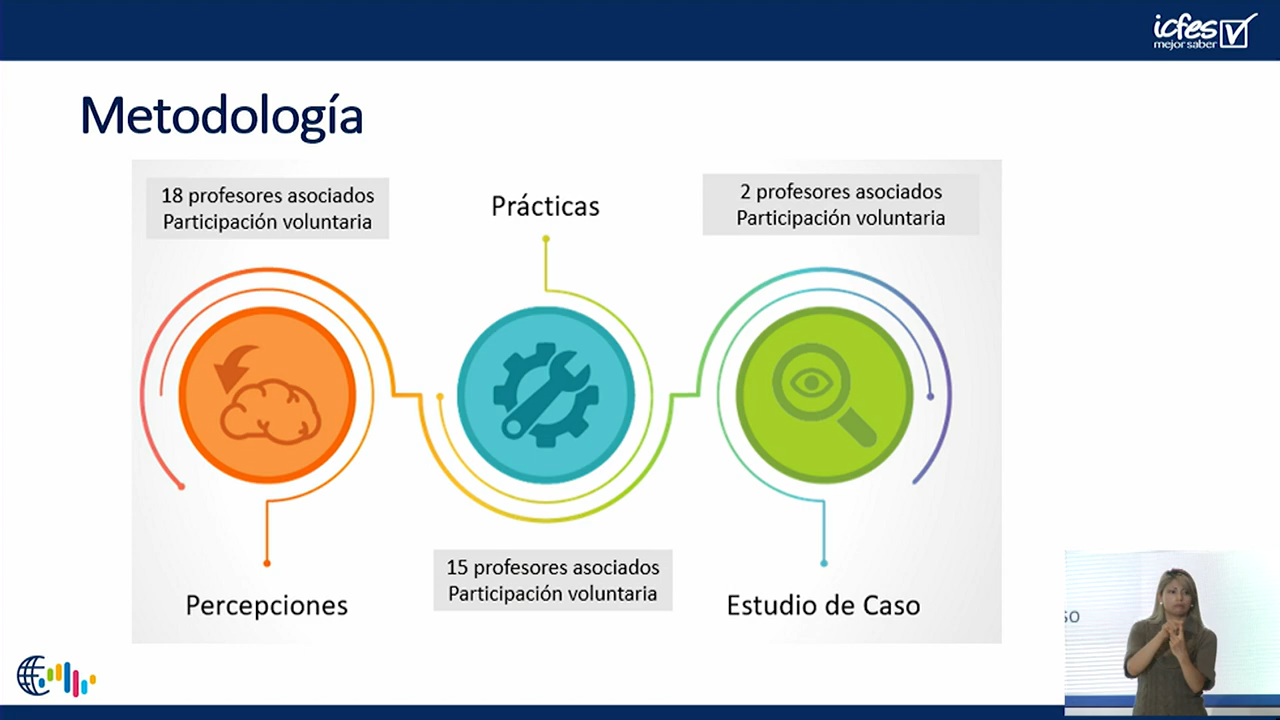 icfes
mejor saber
Metodología
18 profesores asociados
Participación voluntaria
Prácticas
2 profesores asociados
Participación voluntaria
15 profesores asociados
Participación voluntaria
Percepciones
Estudio de Caso
so